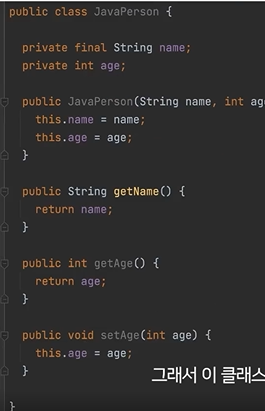 public class JavaPerson {
private final String name;
private int age;
public JavaPerson(String name, int
this.name = name;
this.age = age;
}
public String getName() {
return name;
}
public int getAge() {
return age;
}
public void setAge(int age) {
this.age = age;
}
그래서 이 클래스
}